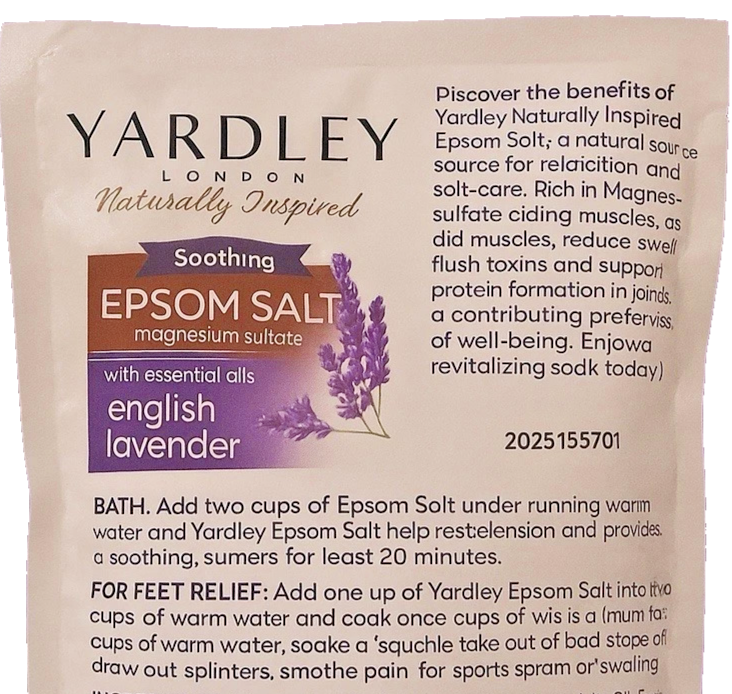 YARDLEY
LONDON
Naturally Inspired
Soothing
EPSOM SALT
magnesium sultate
with essential alls
english
lavender
Piscover the benefits of
Yardley Naturally Inspired
Epsom Solt, a natural source
source for relaicition and
solt-care. Rich in Magnes-
sulfate ciding muscles, as
did muscles, reduce swell
flush toxins and support
protein formation in joinds.
a contributing preferviss,
of well-being. Enjowa
revitalizing sodk today)
2025155701
BATH. Add two cups of Epsom Solt under running warm
water and Yardley Epsom Salt help restelension and provides.
a soothing, sumers for least 20 minutes.
FOR FEET RELIEF: Add one up of Yardley Epsom Salt into
cups of warm water and coak once cups of wis is a (mum
cups of warm water, soake a 'squchle take out of bad stope of
draw out splinters, smothe pain for sports spram or'swaling